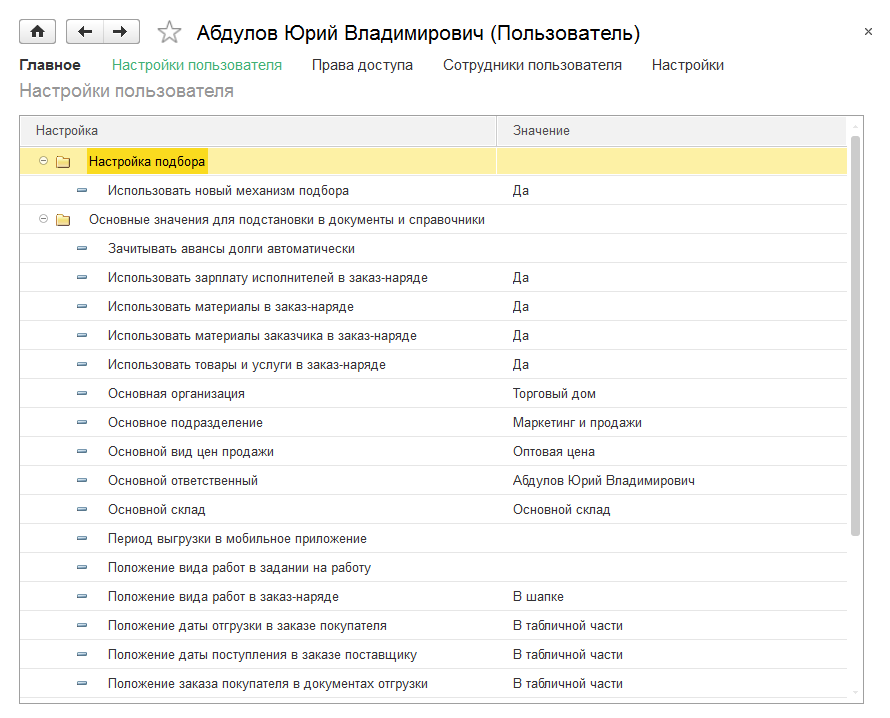 Абдулов Юрий Владимирович (Пользователь)
Главное Настройки пользователя Права доступа Сотрудники пользователя Настройки
Настройки пользователя
Настройка Значение
Настройка подбора
Использовать новый механизм подбора Да
Основные значения для подстановки в документы и справочники
Зачитывать авансы долги автоматически
Использовать зарплату исполнителей в заказ-наряде Да
Использовать материалы в заказ-наряде Да
Использовать материалы заказчика в заказ-наряде Да
Использовать товары и услуги в заказ-наряде Да
Основная организация Торговый дом
Основное подразделение Маркетинг и продажи
Основной вид цен продажи Оптовая цена
Основной ответственный Абдулов Юрий Владимирович
Основной склад Основной склад
Период выгрузки в мобильное приложение
Положение вида работ в задании на работу
Положение вида работ в заказ-наряде В шапке
Положение даты отгрузки в заказе покупателя В табличной части
Положение даты поступления в заказе поставщику В табличной части
Положение заказа покупателя в документах отгрузки В табличной части